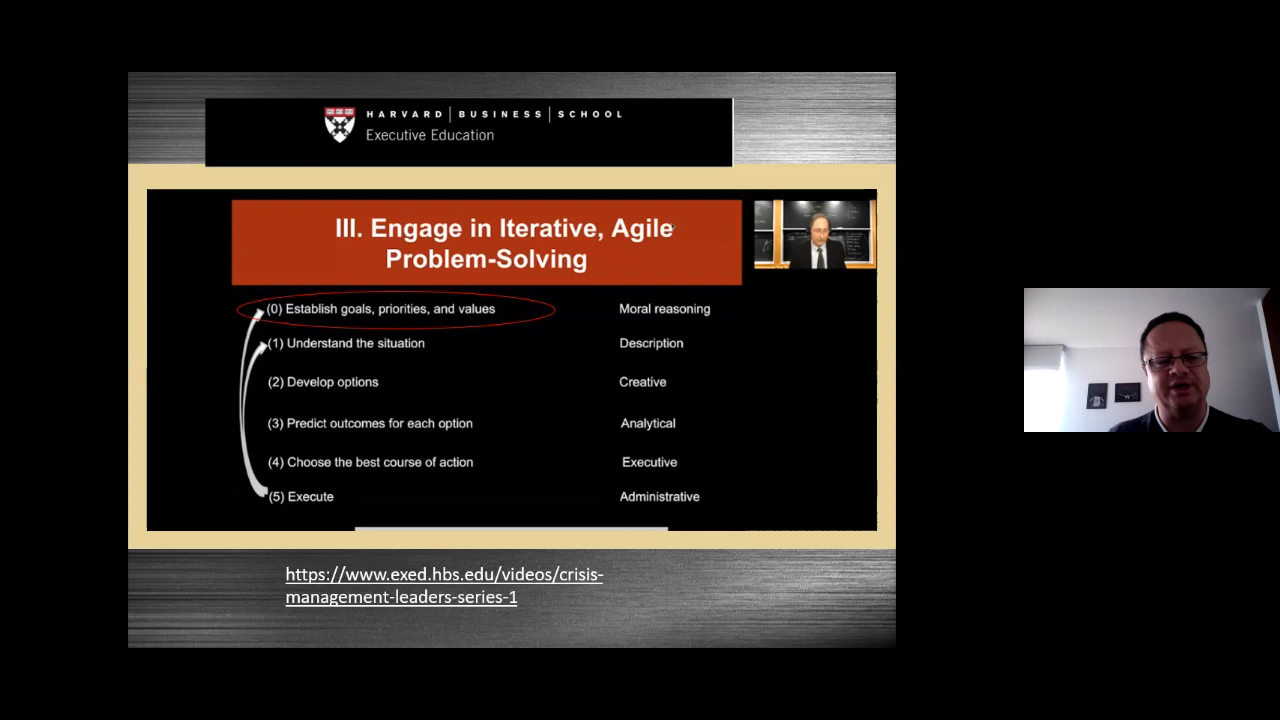 HARVARD | BUSINESS | SCHOOL
Executive Education
III. Engage in Iterative, Agile
Problem-Solving
(0) Establish goals, priorities, and values Moral reasoning
(1) Understand the situation Description
(2) Develop options Creative
(3) Predict outcomes for each option Analytical
(4) Choose the best course of action Executive
(5) Execute Administrative
https://www.exed.hbs.edu/videos/crisis-
management-leaders-series-1